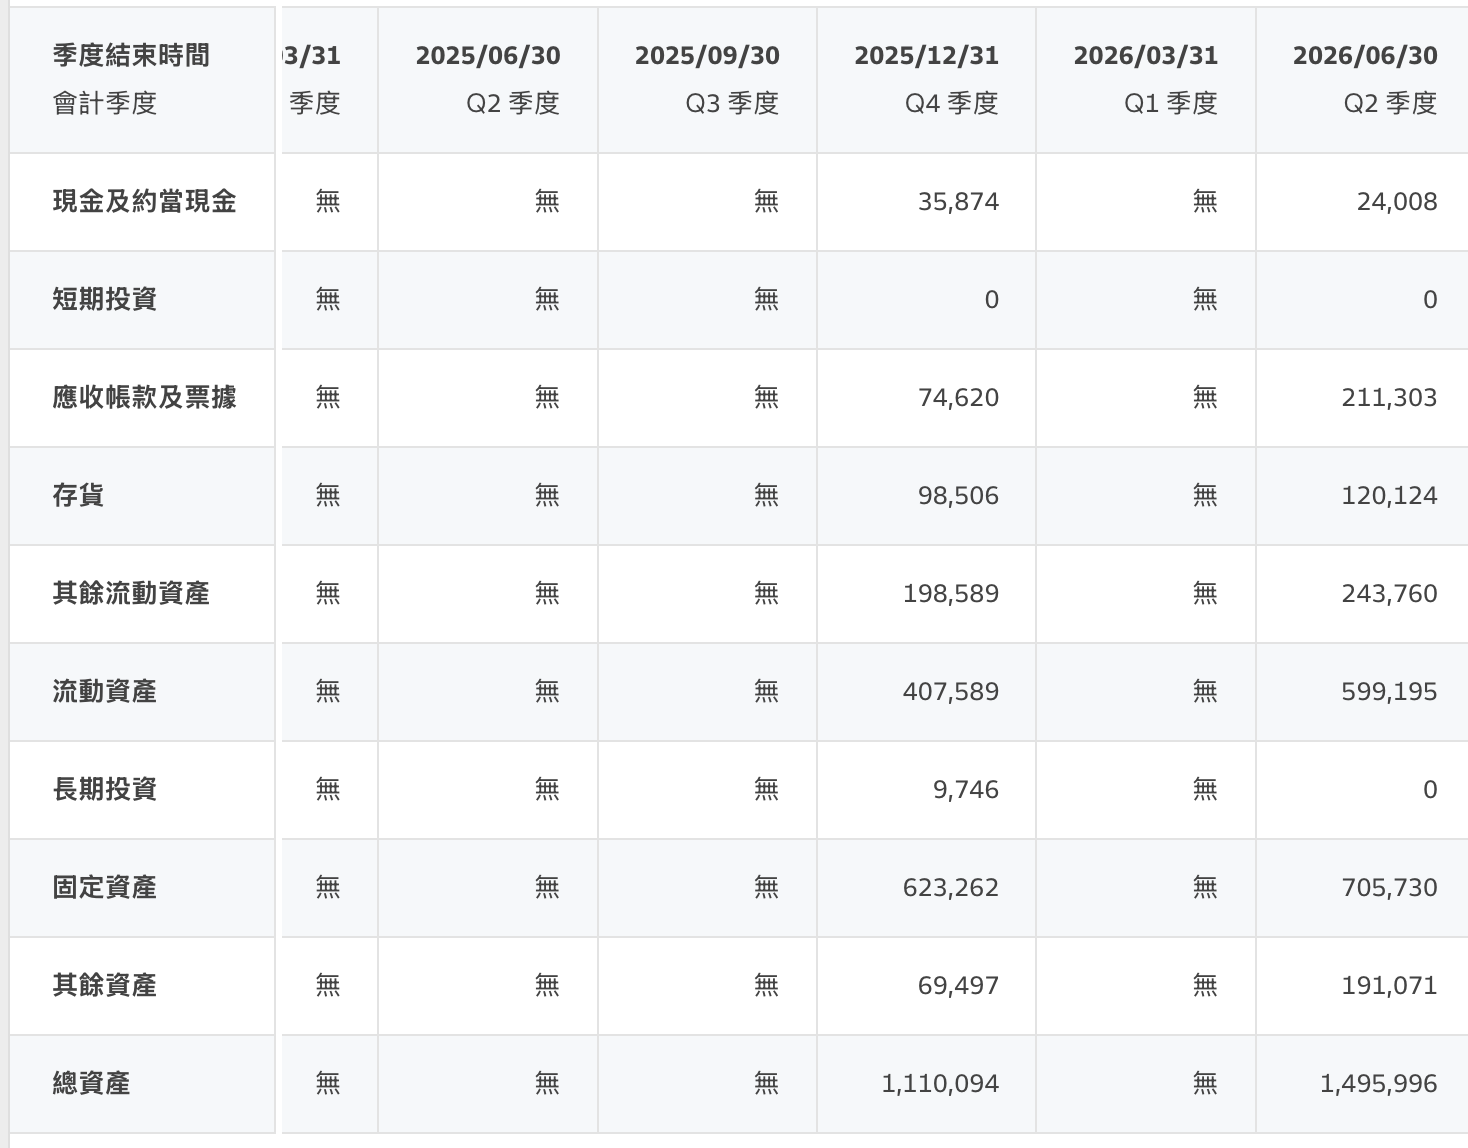 季度結束時間 3/31 2025/06/30 2025/09/30 2025/12/31 2026/03/31 2026/06/30
會計季度 季度 Q2 季度 Q3 季度 Q4 季度 Q1 季度 Q2 季度
現金及約當現金 無 無 無 35,874 無 24,008
短期投資 無 無 無 0 無 0
應收帳款及票據 無 無 無 74,620 無 211,303
存貨 無 無 無 98,506 無 120,124
其餘流動資產 無 無 無 198,589 無 243,760
流動資產 無 無 無 407,589 無 599,195
長期投資 無 無 無 9,746 無 0
固定資產 無 無 無 623,262 無 705,730
其餘資產 無 無 無 69,497 無 191,071
總資產 無 無 無 1,110,094 無 1,495,996